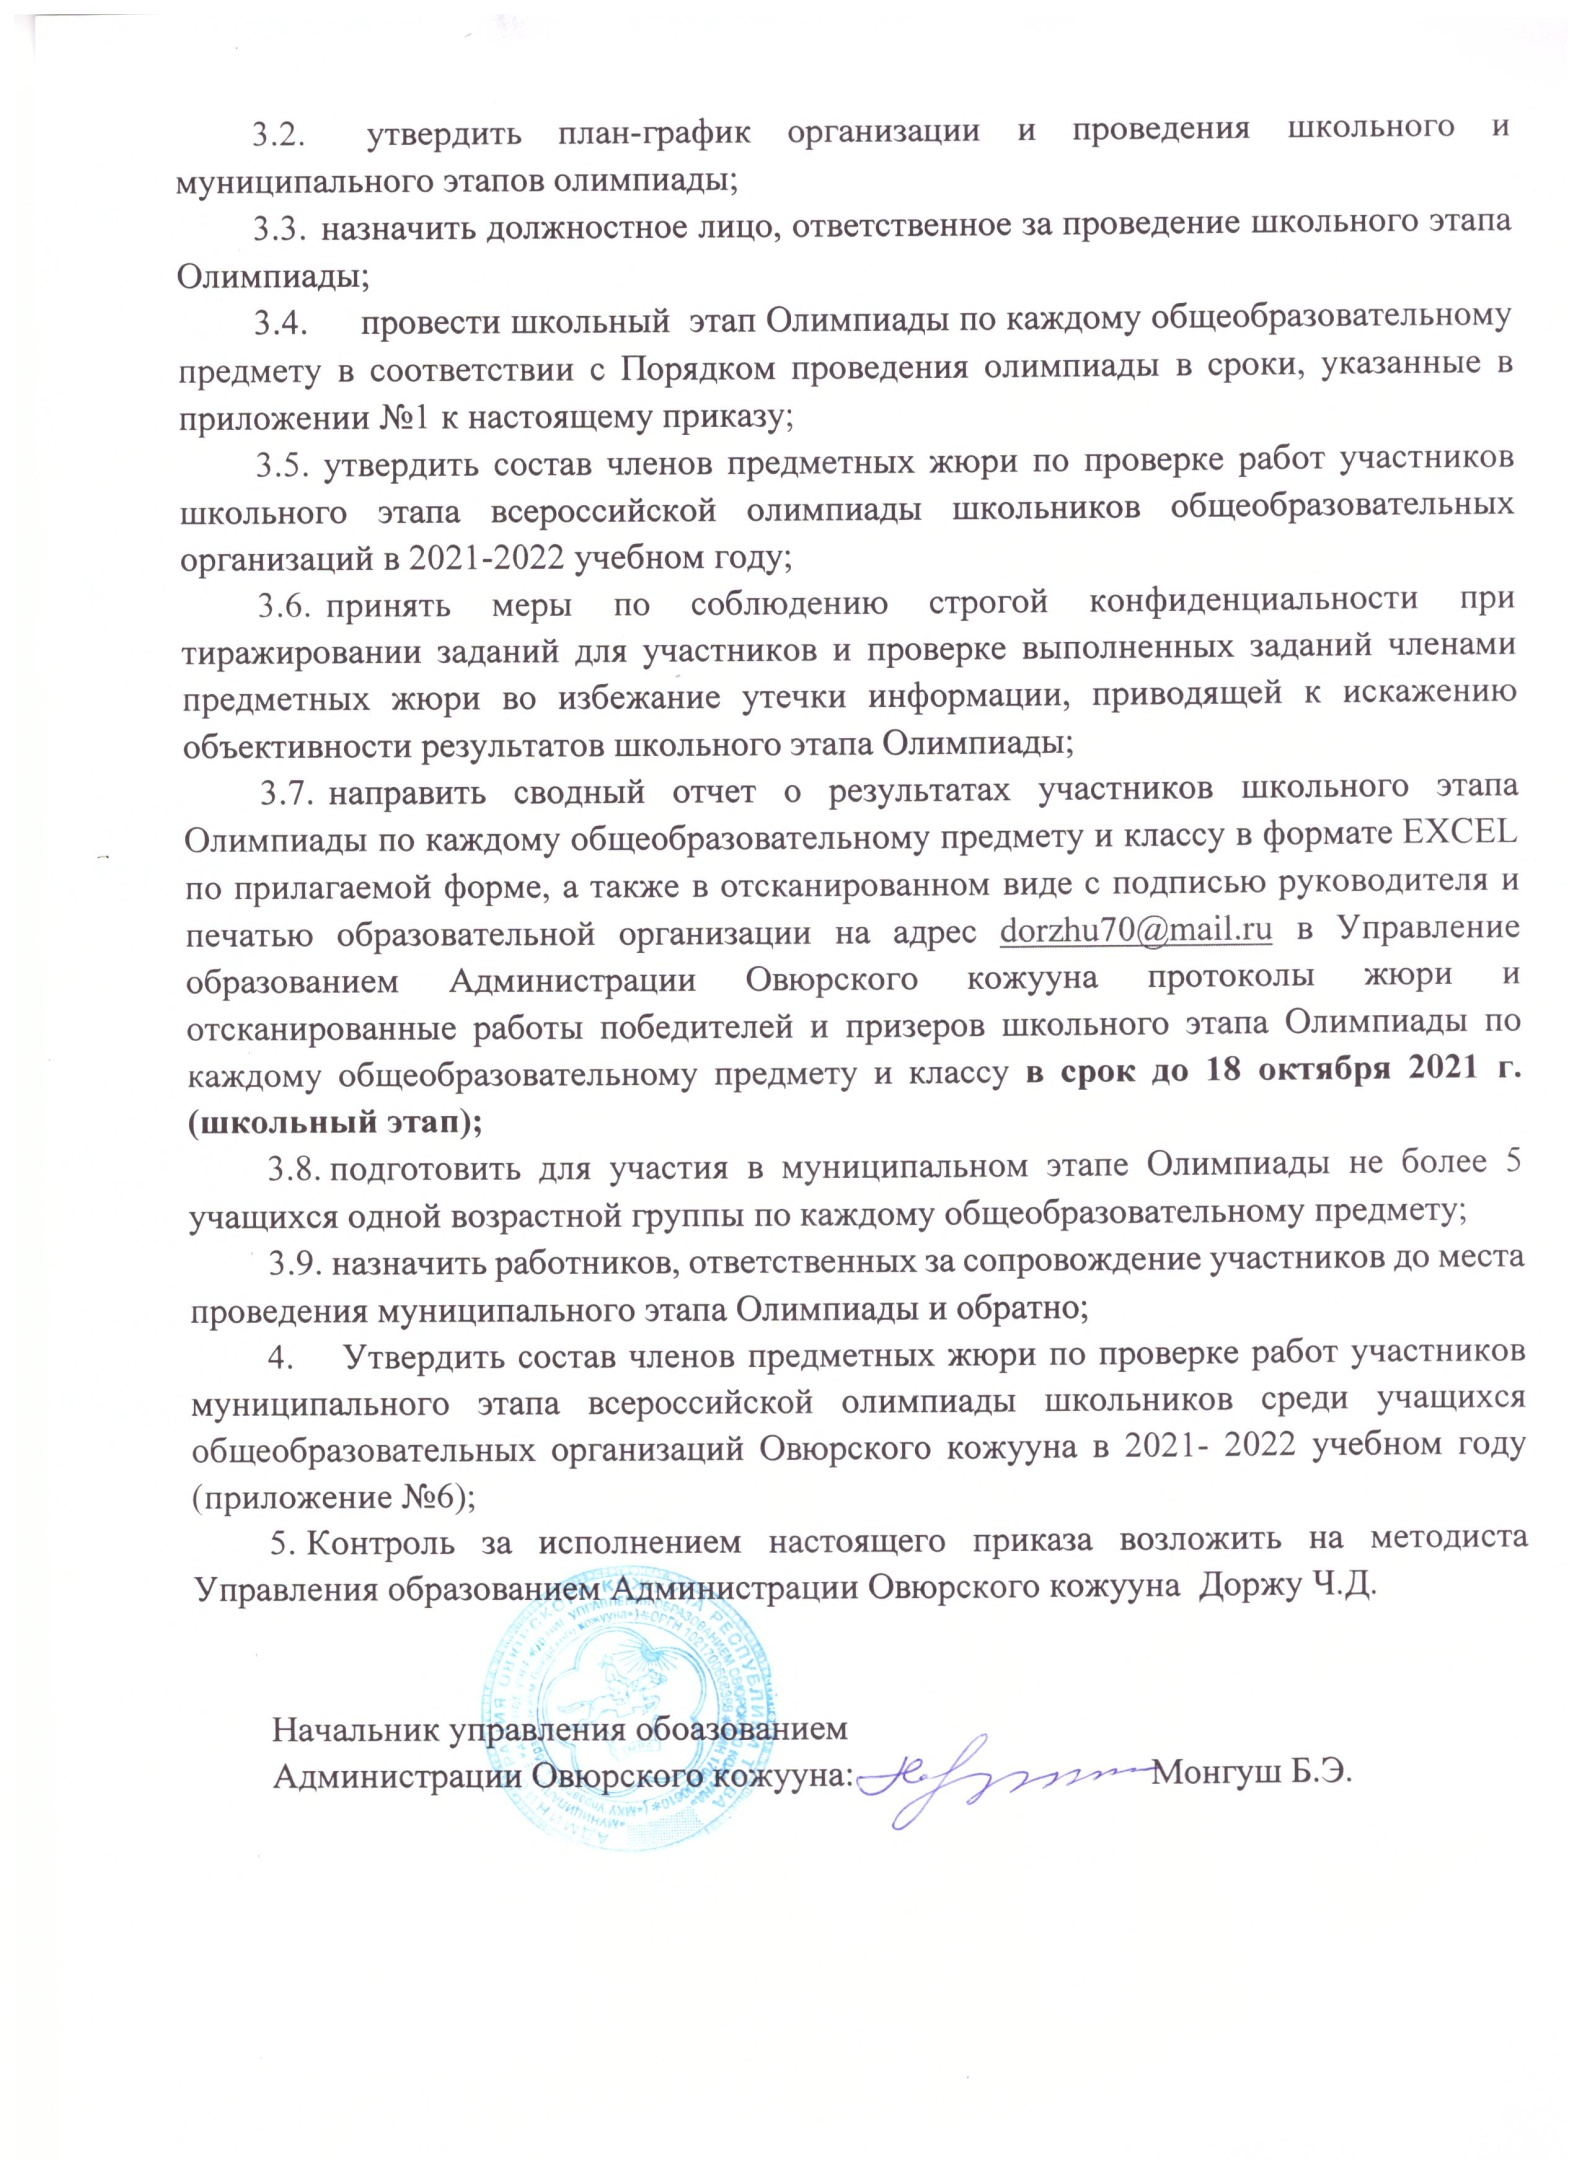 3.2. утвердить план-график организации и проведения школьного и
муниципального этапов олимпиады;
3.3. назначить должностное лицо, ответственное за проведение школьного этапа
Олимпиады;
3.4. провести школьный этап Олимпиады по каждому общеобразовательному
предмету в соответствии с Порядком проведения олимпиады в сроки, указанные в
приложении №1 к настоящему приказу;
3.5. утвердить состав членов предметных жюри по проверке работ участников
школьного этапа всероссийской олимпиады школьников общеобразовательных
организаций в 2021-2022 учебном году;
3.6. принять меры по соблюдению строгой конфиденциальности при
тиражировании заданий для участников и проверке выполненных заданий членами
предметных жюри во избежание утечки информации, приводящей к искажению
объективности результатов школьного этапа Олимпиады;
3.7. направить сводный отчет о результатах участников школьного этапа
Олимпиады по каждому общеобразовательному предмету и классу в формате EXCEL
по прилагаемой форме, а также в отсканированном виде с подписью руководителя и
печатью образовательной организации на адрес dorzhu70@mail.ru в Управление
образованием Администрации Овюрского кожууна протоколы жюри и
отсканированные работы победителей и призеров школьного этапа Олимпиады по
каждому общеобразовательному предмету и классу в срок до 18 октября 2021 г.
(школьный этап);
3.8. подготовить для участия в муниципальном этапе Олимпиады не более 5
учащихся одной возрастной группы по каждому общеобразовательному предмету;
3.9. назначить работников, ответственных за сопровождение участников до места
проведения муниципального этапа Олимпиады и обратно;
4. Утвердить состав членов предметных жюри по проверке работ участников
муниципального этапа всероссийской олимпиады школьников среди учащихся
общеобразовательных организаций Овюрского кожууна в 2021- 2022 учебном году
(приложение №6);
5. Контроль за исполнением настоящего приказа возложить на методиста
Управления образованием Администрации Овюрского кожууна Доржу Ч.Д.
Начальник управления обоазованием
Администрации Овюрского кожууна: Монгуш Б.Э.